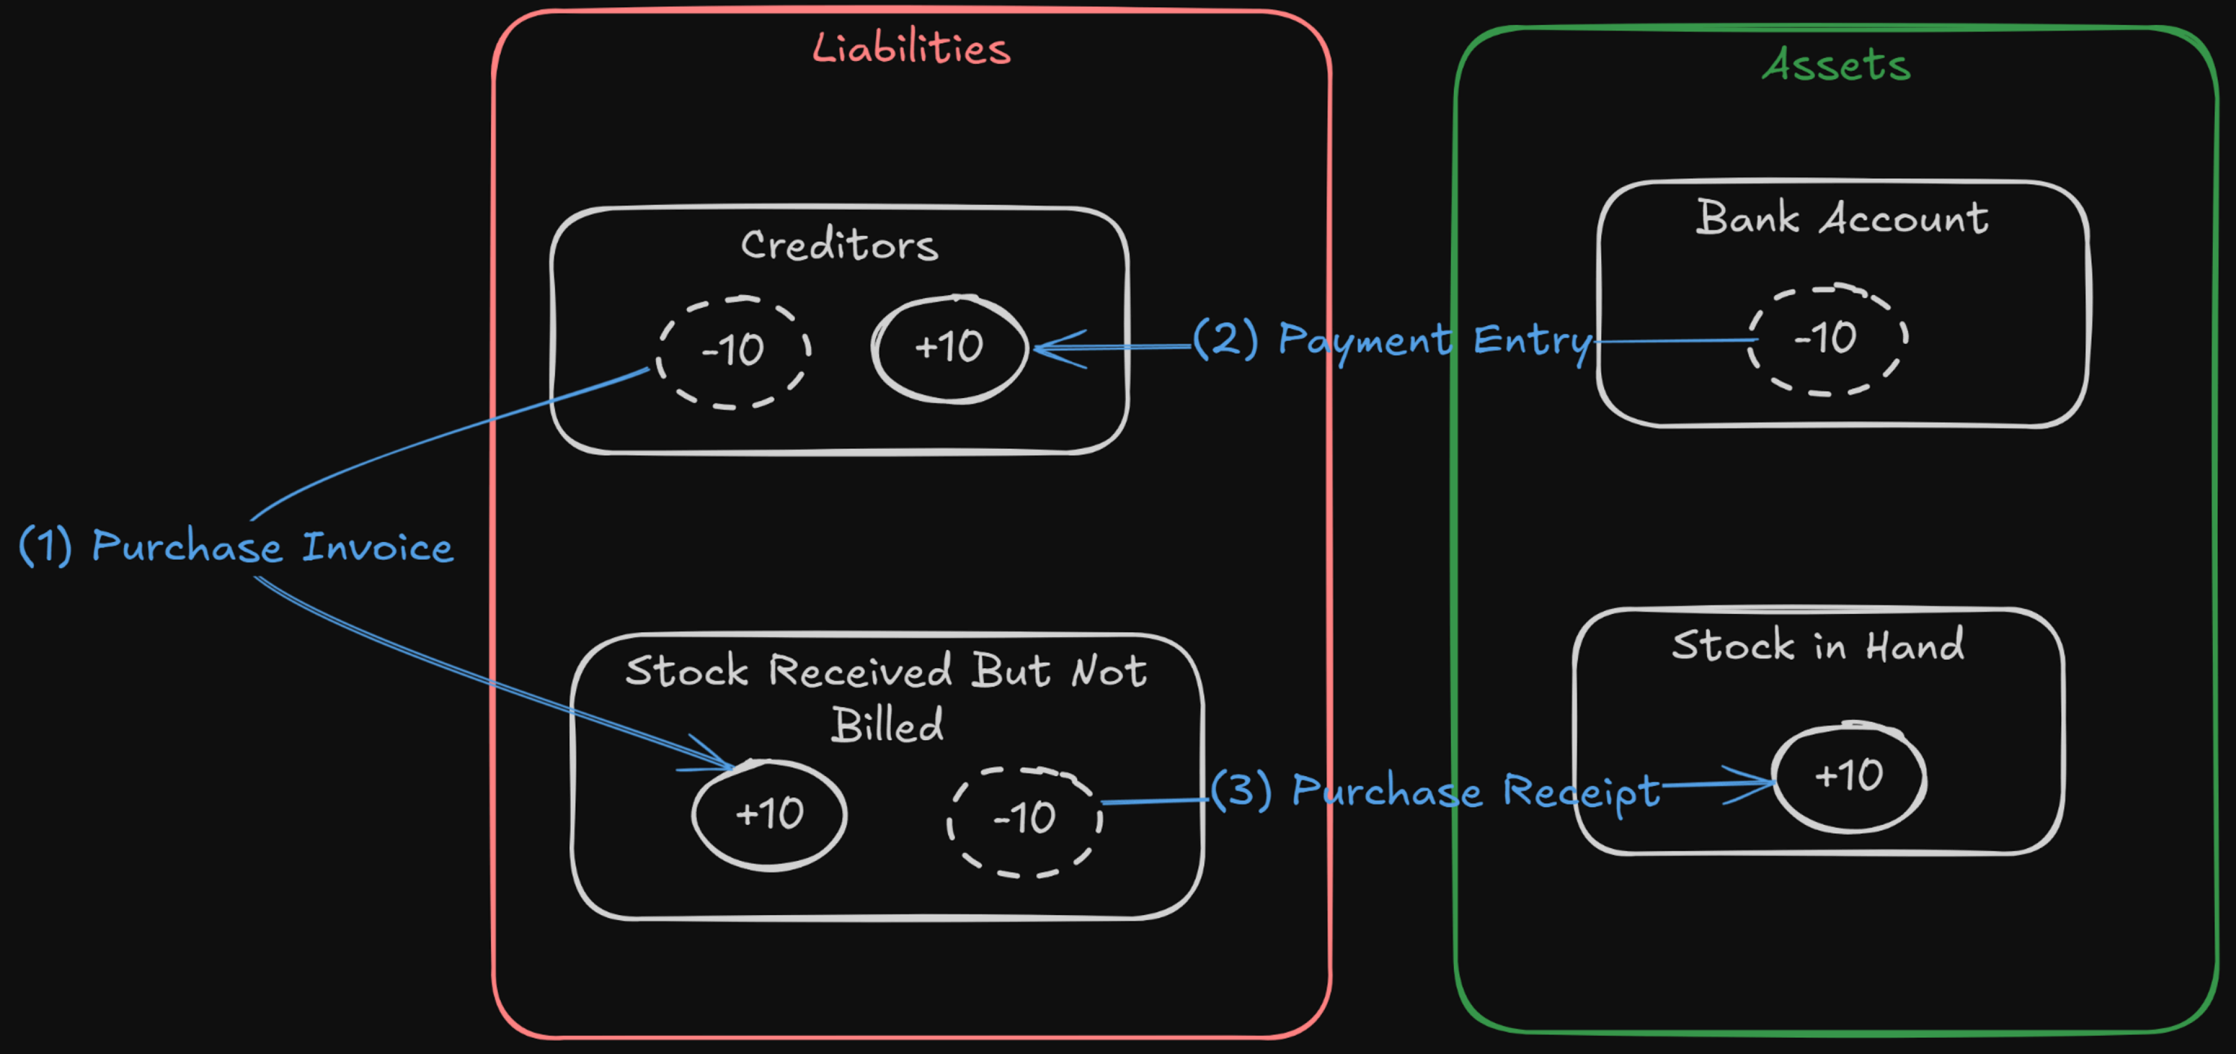 Liabilities
Assets
Creditors
-10
+10
(2) Payment Entry
Bank Account
-10
(1) Purchase Invoice
Stock Received But Not
Billed
+10
-10
(3) Purchase Receipt
Stock in Hand
+10